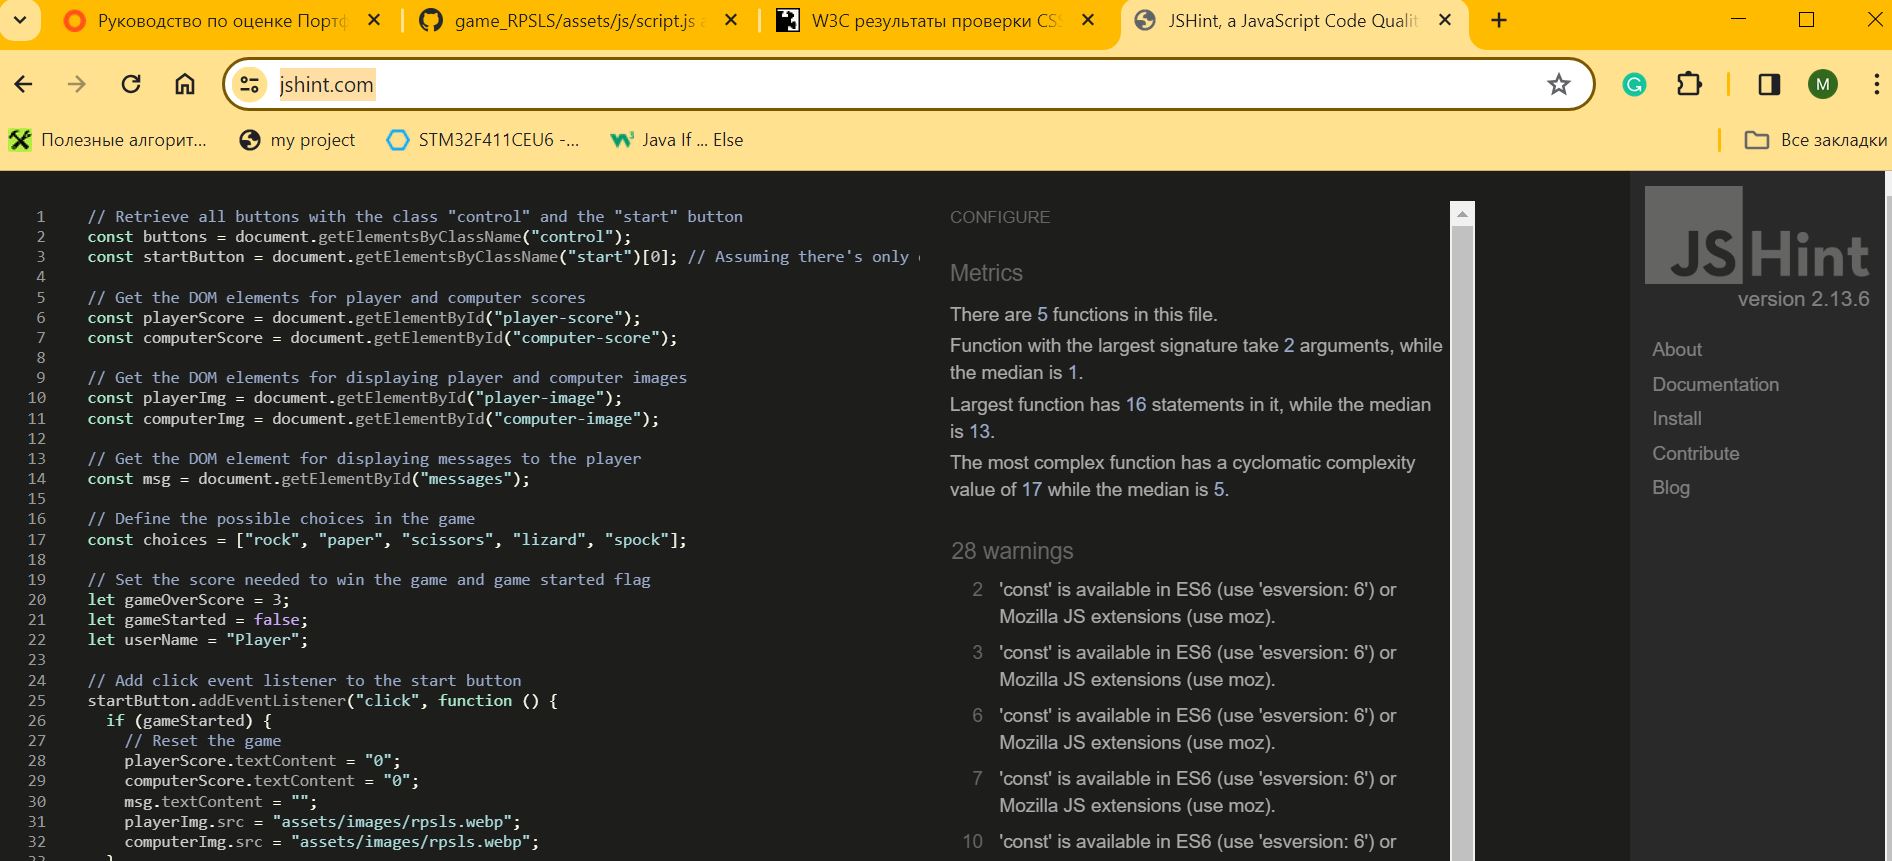 Руководство по оценке Портф
game_RPSLS/assets/js/script.js a
W3C результаты проверки CSS
JSHint, a JavaScript Code Qualit
jshint.com
M
Полезные алгорит...
my project
STM32F411CEU6 -...
Java If ... Else
Все закладки
1 // Retrieve all buttons with the class "control" and the "start" button
2 const buttons = document.getElementsByClassName("control");
3 const startButton = document.getElementsByClassName("start")[0]; // Assuming there's only
4
5 // Get the DOM elements for player and computer scores
6 const playerScore = document.getElementById("player-score");
7 const computerScore = document.getElementById("computer-score");
8
9 // Get the DOM elements for displaying player and computer images
10 const playerImg = document.getElementById("player-image");
11 const computerImg = document.getElementById("computer-image");
12
13 // Get the DOM element for displaying messages to the player
14 const msg = document.getElementById("messages");
15
16 // Define the possible choices in the game
17 const choices = ["rock", "paper", "scissors", "lizard", "spock"];
18
19 // Set the score needed to win the game and game started flag
20 let gameOverScore = 3;
21 let gameStarted = false;
22 let userName = "Player";
23
24 // Add click event listener to the start button
25 startButton.addEventListener("click", function () {
26 if (gameStarted) {
27 // Reset the game
28 playerScore.textContent = "0";
29 computerScore.textContent = "0";
30 msg.textContent = "";
31 playerImg.src = "assets/images/rpsls.webp";
32 computerImg.src = "assets/images/rpsls.webp";
CONFIGURE
Metrics
There are 5 functions in this file.
Function with the largest signature take 2 arguments, while
the median is 1.
Largest function has 16 statements in it, while the median
is 13.
The most complex function has a cyclomatic complexity
value of 17 while the median is 5.
28 warnings
2 'const' is available in ES6 (use 'esversion: 6') or
Mozilla JS extensions (use moz).
3 'const' is available in ES6 (use 'esversion: 6') or
Mozilla JS extensions (use moz).
6 'const' is available in ES6 (use 'esversion: 6') or
Mozilla JS extensions (use moz).
7 'const' is available in ES6 (use 'esversion: 6') or
Mozilla JS extensions (use moz).
10 'const' is available in ES6 (use 'esversion: 6') or
JSHint
version 2.13.6
About
Documentation
Install
Contribute
Blog